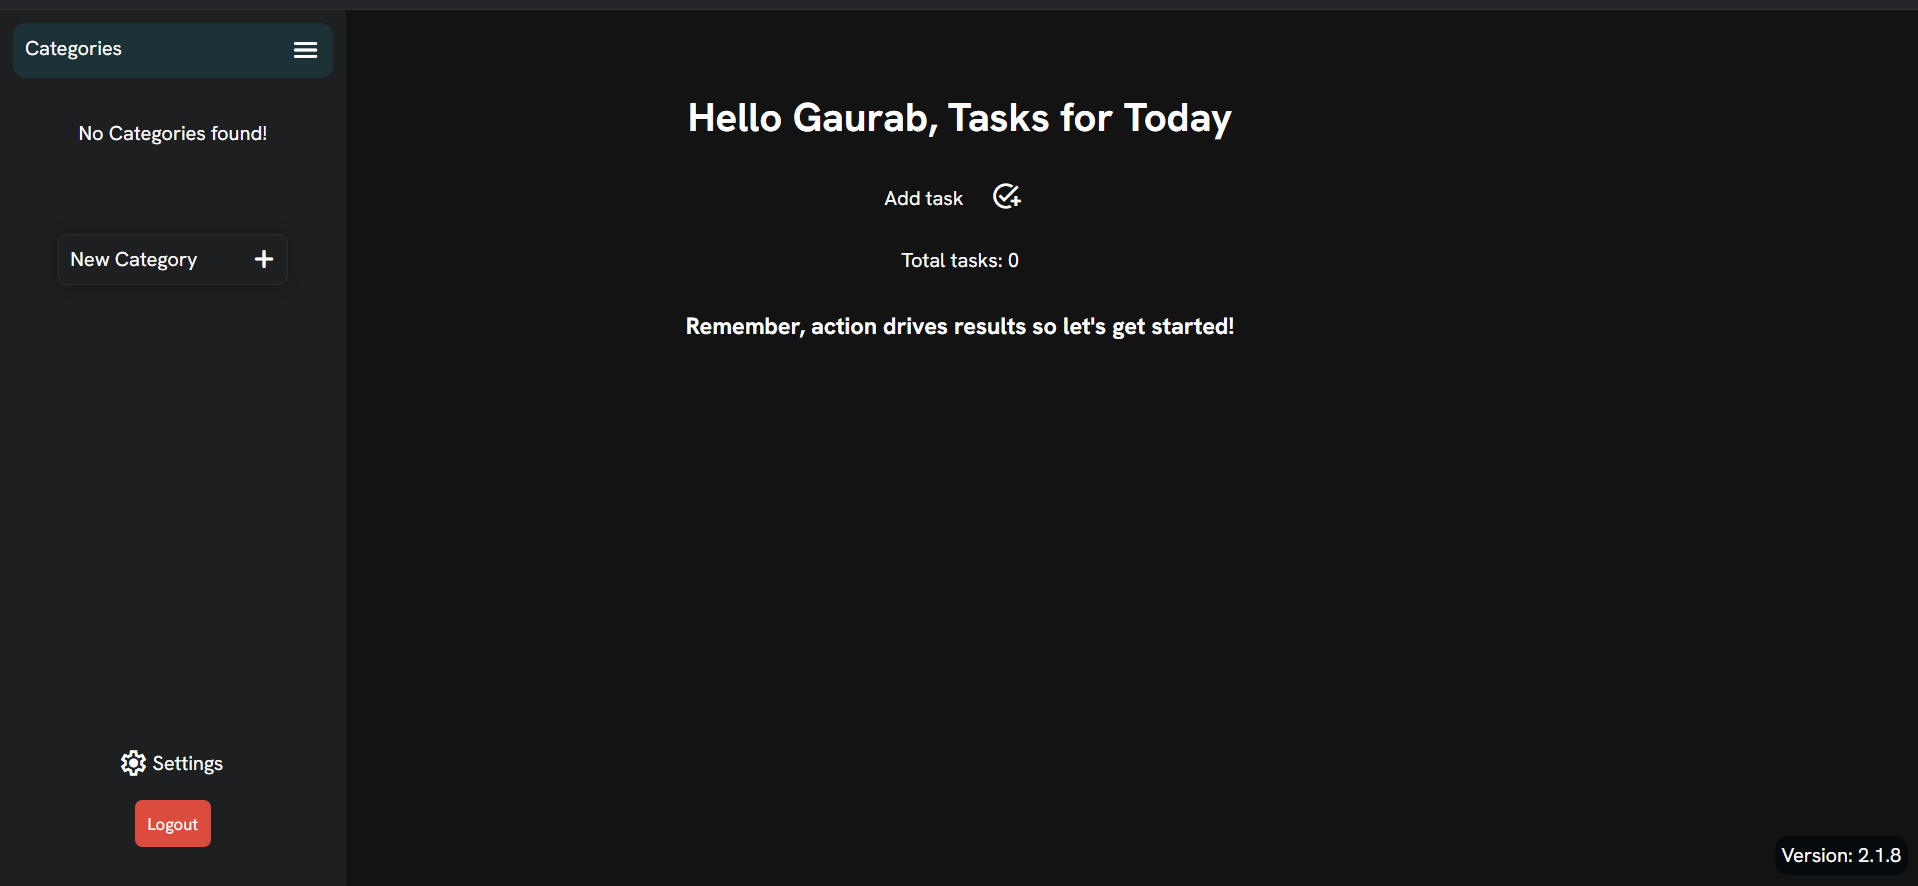 Categories
No Categories found!
New Category
Settings
Logout
Hello Gaurab, Tasks for Today
Add task
Total tasks: 0
Remember, action drives results so let's get started!
Version: 2.1.8